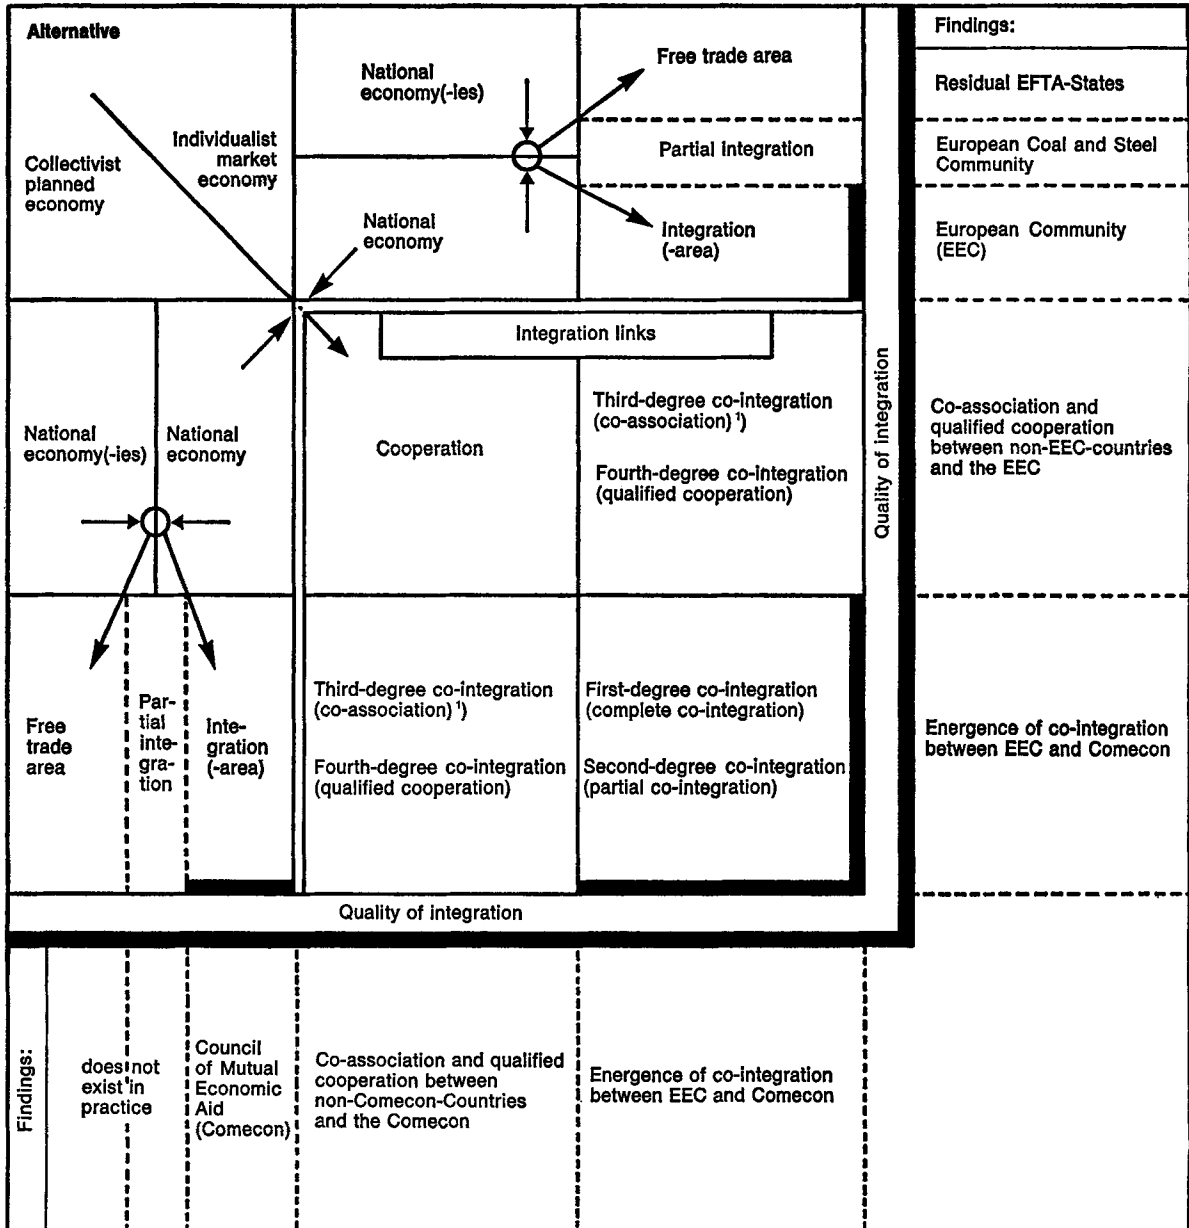 Alternative
Collectivist
planned
economy
Individualist
market
economy
National
economy(-ies)
National
economy
Free trade area
Partial integration
Integration
(-area)
Findings:
Residual EFTA-States
European Coal and Steel
Community
European Community
(EEC)
National
economy(-ies)
National
economy
Integration links
Cooperation
Third-degree co-integration
(co-association) 1)
Fourth-degree co-integration
(qualified cooperation)
Quality of integration
Co-association and
qualified cooperation
between non-EEC-countries
and the EEC
Free
trade
area
Par-
tial
inte-
gra-
tion
Inte-
gration
(-area)
Third-degree co-integration
(co-association) 1)
Fourth-degree co-integration
(qualified cooperation)
First-degree co-integration
(complete co-integration)
Second-degree co-integration
(partial co-integration)
Energence of co-integration
between EEC and Comecon
Quality of integration
Findings:
does not
exist in
practice
Council
of Mutual
Economic
Aid
(Comecon)
Co-association and qualified
cooperation between
non-Comecon-Countries
and the Comecon
Energence of co-integration
between EEC and Comecon